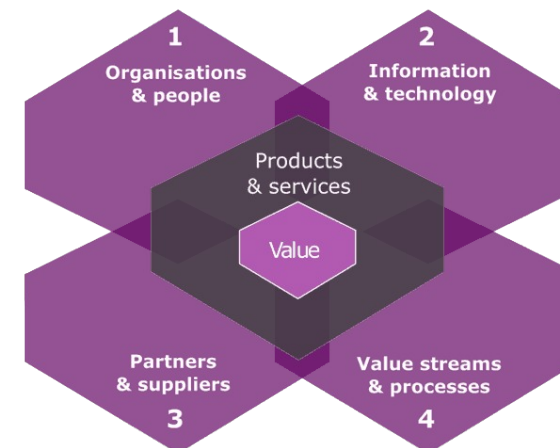 1
Organisations
& people
2
Information
& technology
Products
& services
Value
Partners
& suppliers
3
Value streams
& processes
4